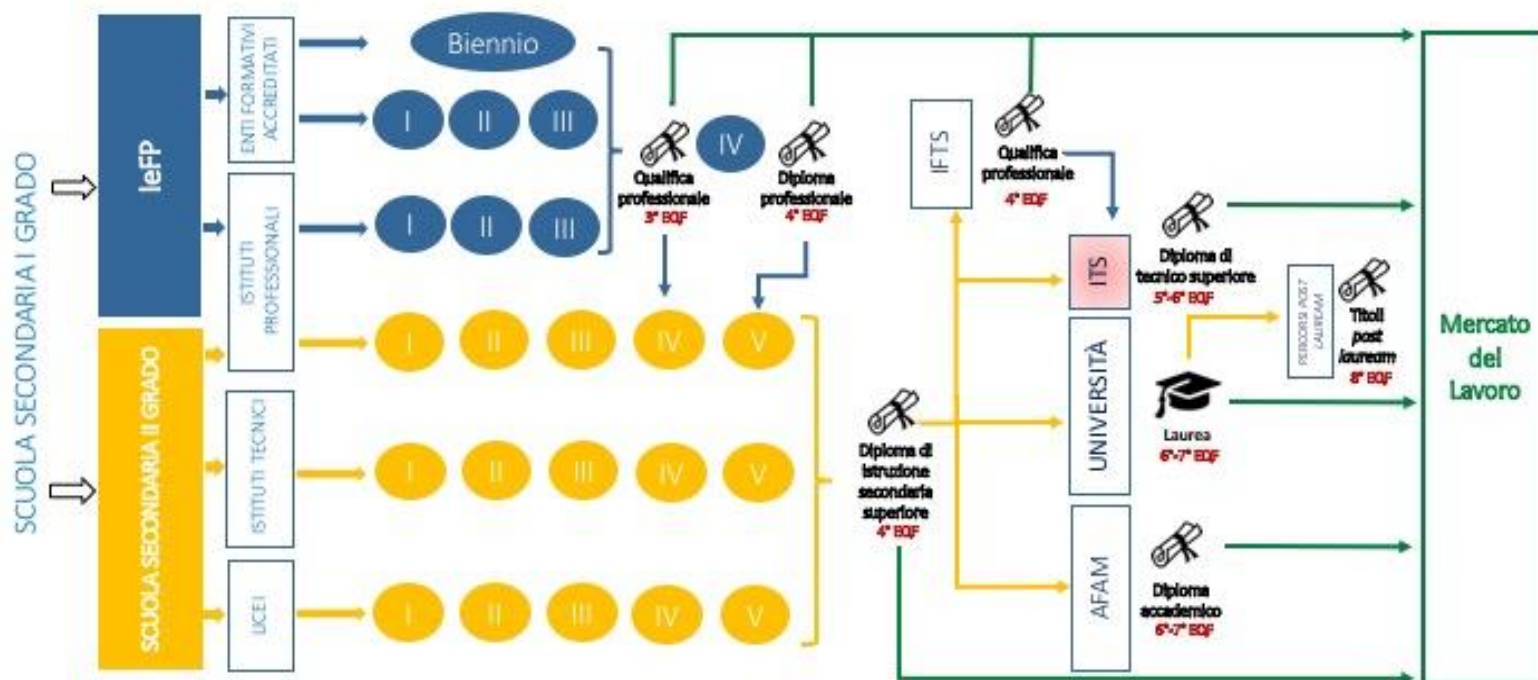 SCUOLA SECONDARIA I GRADO
IeFP
SCUOLA SECONDARIA II GRADO
ENTI FORMATIVI
ACCREDITATI
ISTITUTI
PROFESSIONALI
ISTITUTI TECNICI
LICEI
Biennio
I II III
I II III
Qualifica
professionale
3° EQF
IV
Diploma
professionale
4° EQF
I II III IV V
I II III IV V
I II III IV V
Diploma di
istruzione
secondaria
superiore
4° EQF
IFTS
Qualifica
professionale
4° EQF
ITS
Diploma di
tecnico superiore
5°-6° EQF
UNIVERSITÀ
Laurea
6°-7° EQF
PERCORSI POST
LAUREAM
Titoli
post
lauream
8° EQF
AFAM
Diploma
accademico
6°-7° EQF
Mercato
del
Lavoro